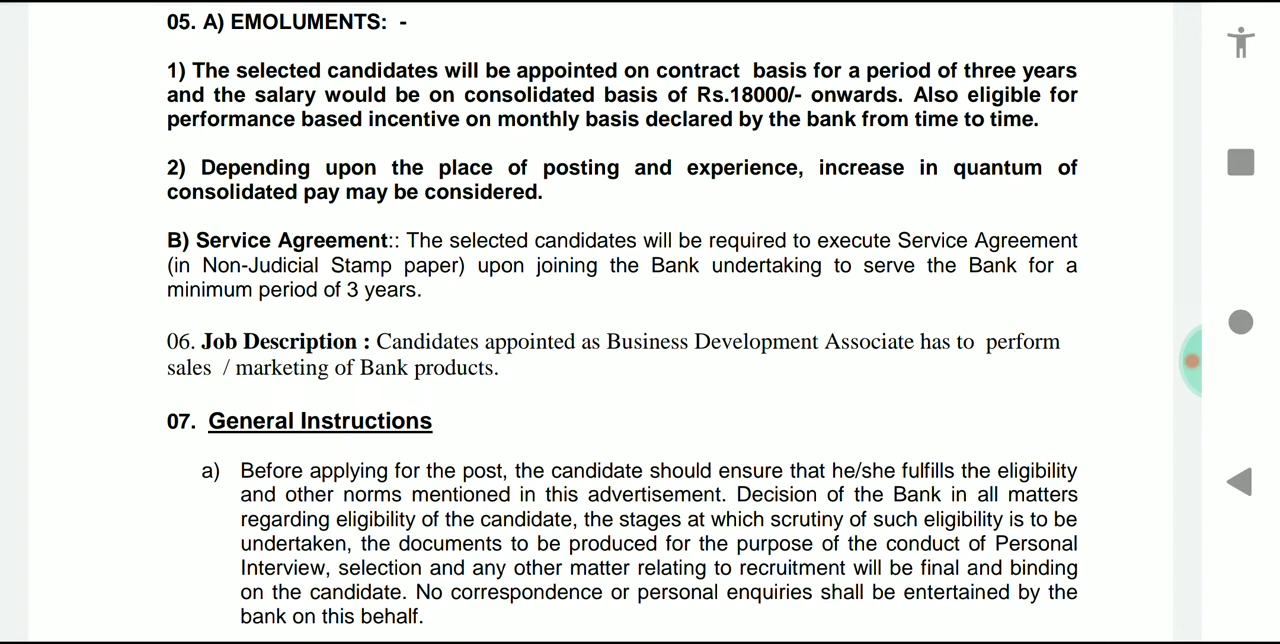 05. A) EMOLUMENTS: -
1) The selected candidates will be appointed on contract basis for a period of three years
and the salary would be on consolidated basis of Rs.18000/- onwards. Also eligible for
performance based incentive on monthly basis declared by the bank from time to time.
2) Depending upon the place of posting and experience, increase in quantum of
consolidated pay may be considered.
B) Service Agreement:: The selected candidates will be required to execute Service Agreement
(in Non-Judicial Stamp paper) upon joining the Bank undertaking to serve the Bank for a
minimum period of 3 years.
06. Job Description : Candidates appointed as Business Development Associate has to perform
sales / marketing of Bank products.
07. General Instructions
a) Before applying for the post, the candidate should ensure that he/she fulfills the eligibility
and other norms mentioned in this advertisement. Decision of the Bank in all matters
regarding eligibility of the candidate, the stages at which scrutiny of such eligibility is to be
undertaken, the documents to be produced for the purpose of the conduct of Personal
Interview, selection and any other matter relating to recruitment will be final and binding
on the candidate. No correspondence or personal enquiries shall be entertained by the
bank on this behalf.